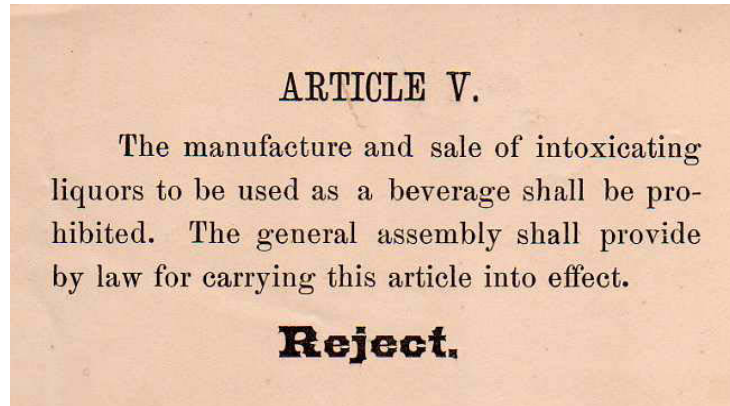 ARTICLE V.
The manufacture and sale of intoxicating
liquors to be used as a beverage shall be pro-
hibited. The general assembly shall provide
by law for carrying this article into effect.
Reject.